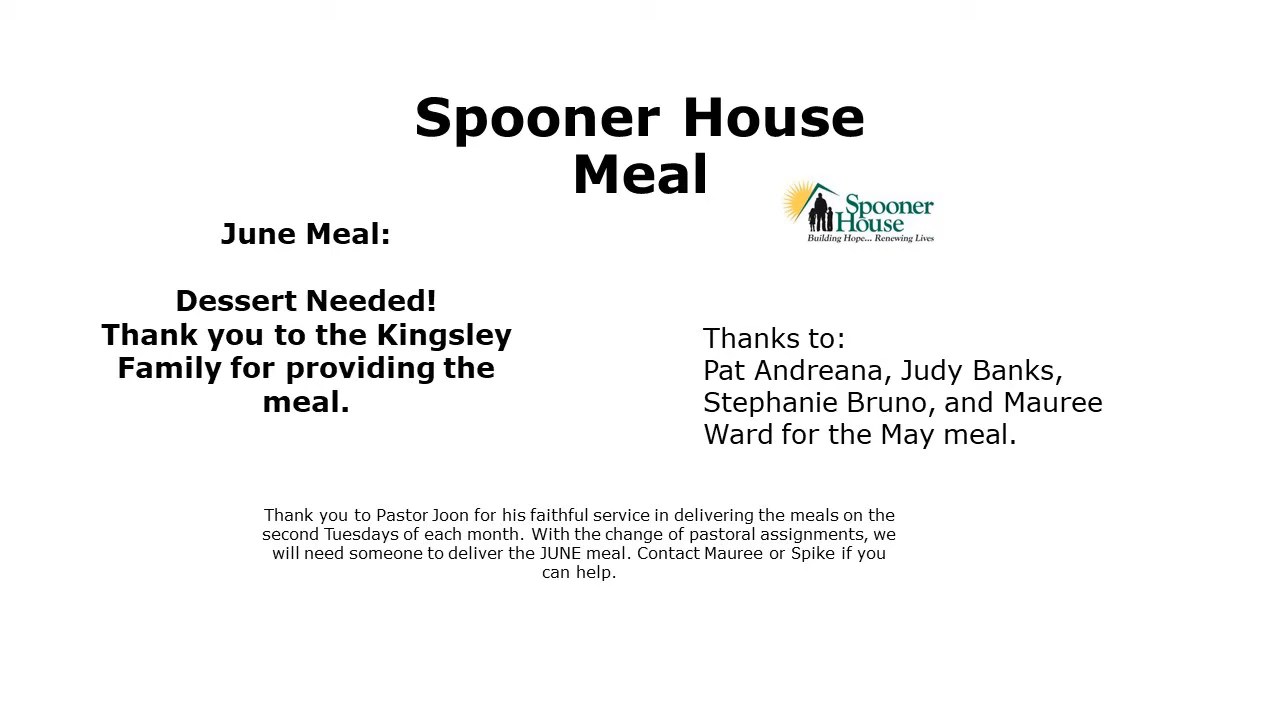 Spooner House
Meal
Spooner
House
Building Hope... Renewing Lives
June Meal:
Dessert Needed!
Thank you to the Kingsley
Family for providing the
meal.
Thanks to:
Pat Andreana, Judy Banks,
Stephanie Bruno, and Mauree
Ward for the May meal.
Thank you to Pastor Joon for his faithful service in delivering the meals on the
second Tuesdays of each month. With the change of pastoral assignments, we
will need someone to deliver the JUNE meal. Contact Mauree or Spike if you
can help.